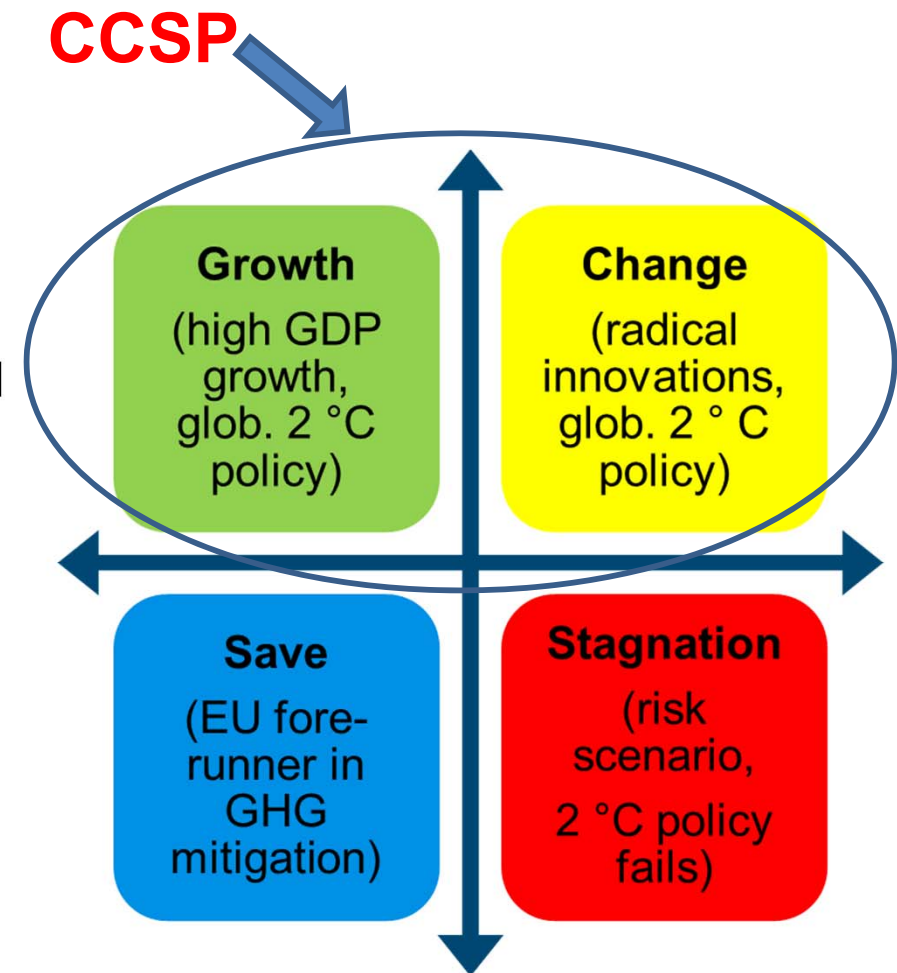 CCSP
Growth
(high GDP
growth,
glob. 2 °C
policy)
Change
(radical
innovations,
glob. 2 ° C
policy)
Save
(EU fore-
runner in
GHG
mitigation)
Stagnation
(risk
scenario,
2 °C policy
fails)